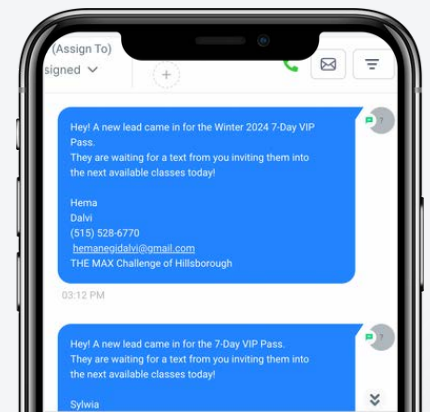 (Assign To)
signed
Hey! A new lead came in for the Winter 2024 7-Day VIP
Pass.
They are waiting for a text from you inviting them into
the next available classes today!
Hema
Dalvi
(515) 528-6770
hemanegidalvi@gmail.com
THE MAX Challenge of Hillsborough
03:12 PM
Hey! A new lead came in for the 7-Day VIP Pass.
They are waiting for a text from you inviting them into
the next available classes today!
Sylwia